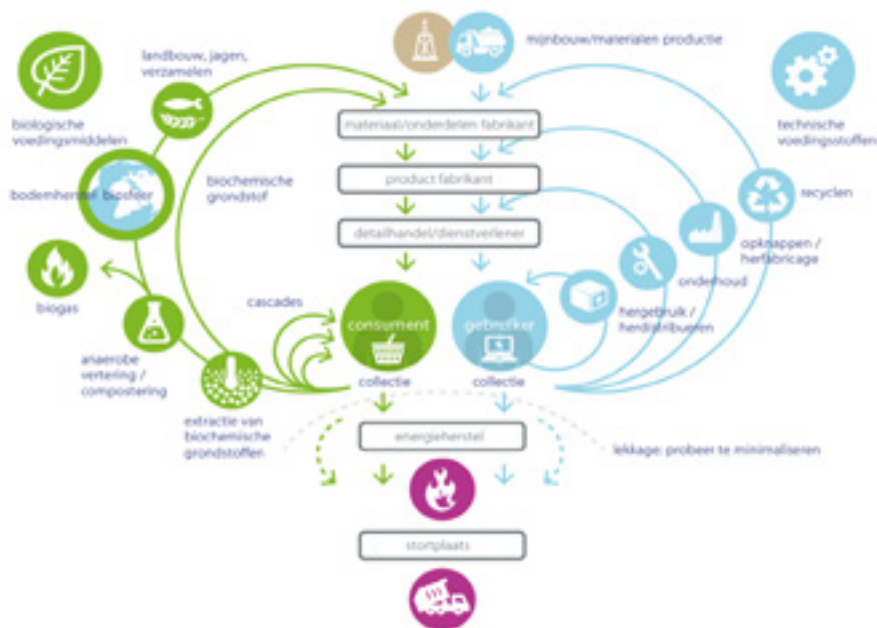 landbouw, jagen,
verzamelen
mijnbouw/materialen productie
biologische
voedingsmiddelen
technische
voedingsstoffen
materiaal/onderdelen fabrikant
biochemische
grondstof
product fabrikant
recyclen
bodemherstel biosfeer
detailhandel/dienstverlener
opknappen /
herfabricage
onderhoud
biogas
cascades
hergebruik /
herdistribueren
consument
gebruiker
anaerobe
vertering /
compostering
collectie
collectie
extractie van
biochemische
grondstoffen
energieherstel
lekkage: probeer te minimaliseren
stortplaats